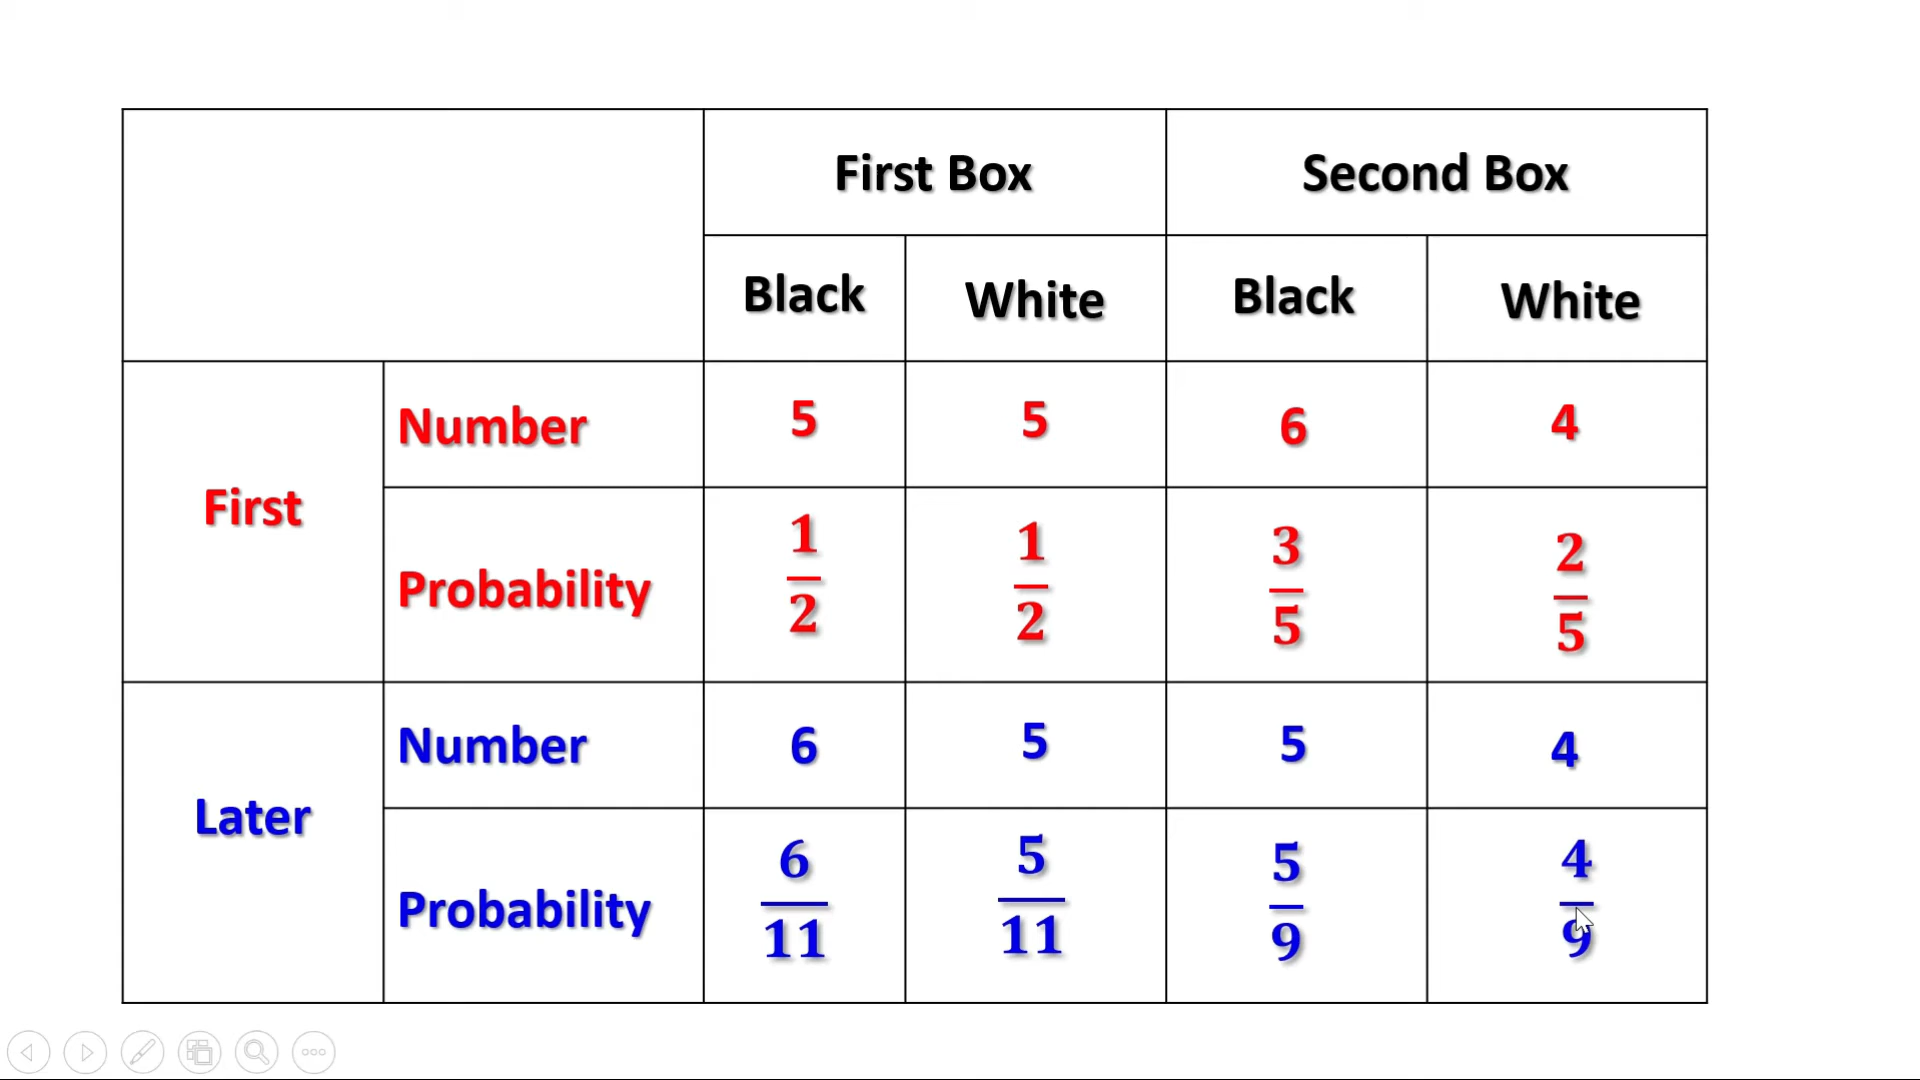 First Box Second Box
Black White Black White
First
Number 5 5 6 4
Probability 1/2 1/2 3/5 2/5
Later
Number 6 5 5 4
Probability 6/11 5/11 5/9 4/9